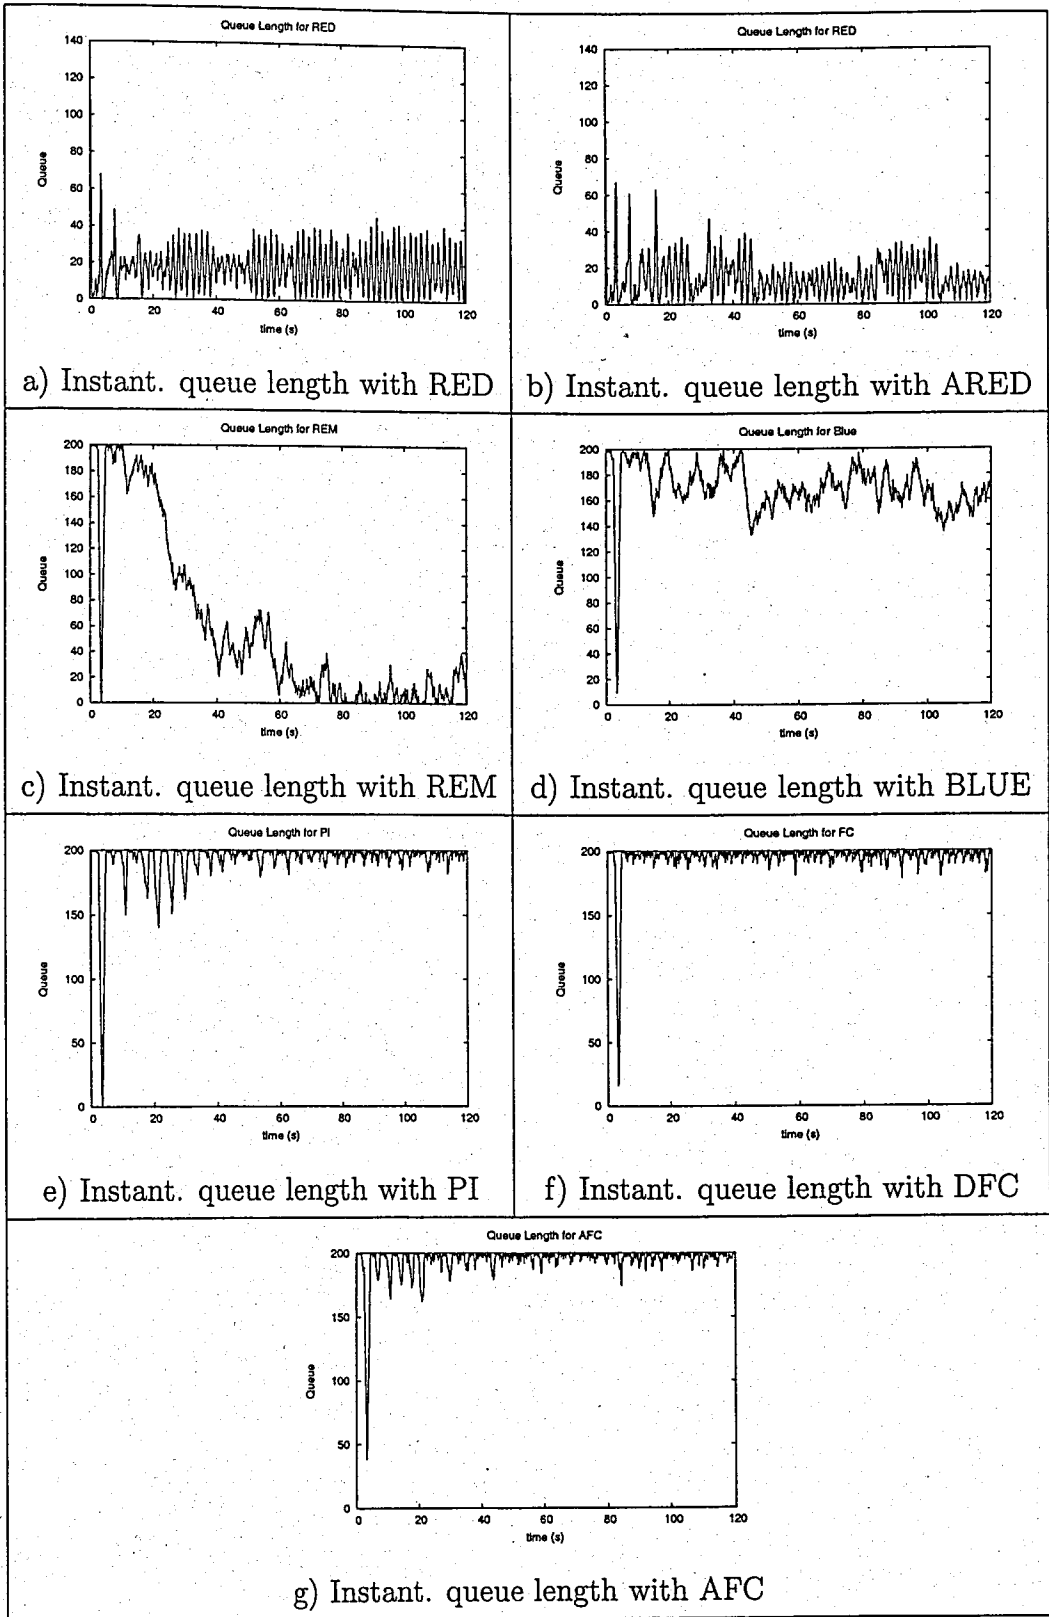 Queue Length for RED
140
120
100
80
60
40
20
0
Queue
0 20 40 60 80 100 120
time (s)
a) Instant. queue length with RED
Queue Length for RED
140
120
100
80
60
40
20
0
Queue
0 20 40 60 80 100 120
time (s)
b) Instant. queue length with ARED
Queue Length for REM
200
180
160
140
120
100
80
60
40
20
0
Queue
0 20 40 60 80 100 120
time (s)
c) Instant. queue length with REM
Queue Length for Blue
200
180
160
140
120
100
80
60
40
20
0
Queue
0 20 40 60 80 100 120
time (s)
d) Instant. queue length with BLUE
Queue Length for PI
200
150
100
50
0
Queue
0 20 40 60 80 100 120
time (s)
e) Instant. queue length with PI
Queue Length for FC
200
150
100
50
0
Queue
0 20 40 60 80 100 120
time (s)
f) Instant. queue length with DFC
Queue Length for AFC
200
150
100
50
0
Queue
0 20 40 60 80 100 120
time (s)
g) Instant. queue length with AFC